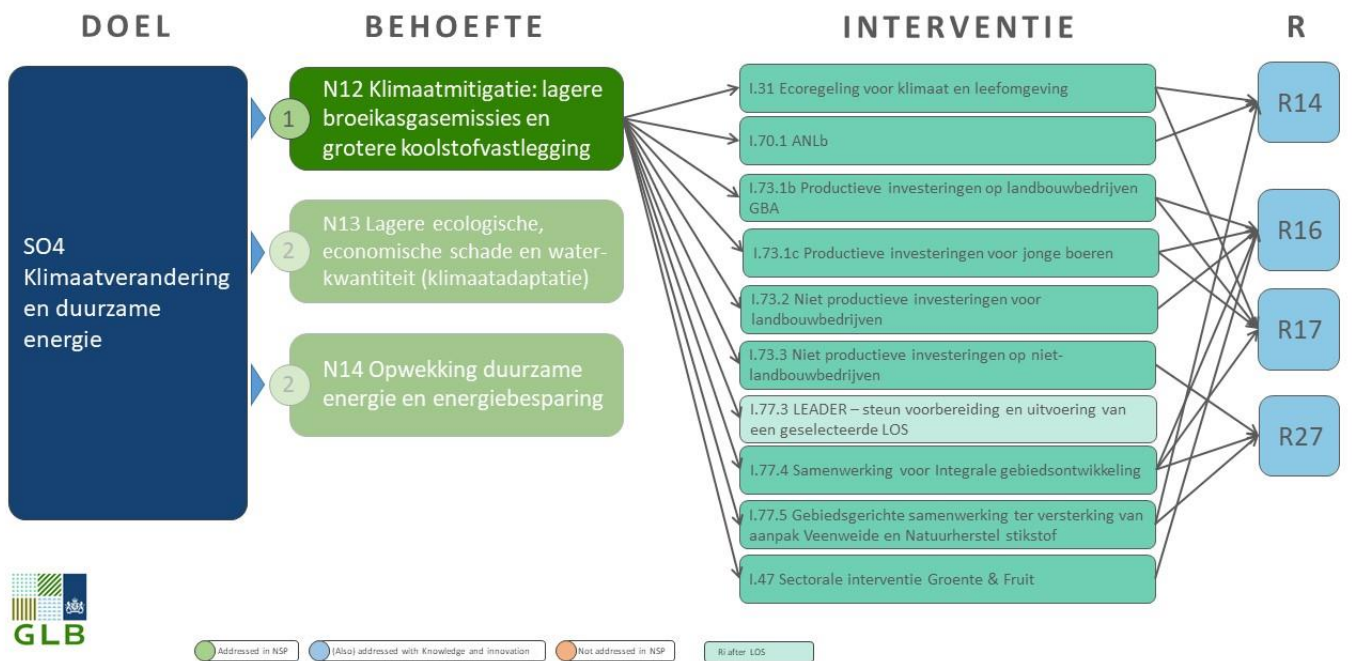 DOEL
BEHOEFTE
INTERVENTIE
R
SO4
Klimaatverandering
en duurzame
energie
1
N12 Klimaatmitigatie: lagere
broeikasgasemissies en
grotere koolstofvastlegging
2
N13 Lagere ecologische,
economische schade en water-
kwantiteit (klimaatadaptatie)
2
N14 Opwekking duurzame
energie en energiebesparing
I.31 Ecoregeling voor klimaat en leefomgeving
I.70.1 ANLb
I.73.1b Productieve investeringen op landbouwbedrijven
GBA
I.73.1c Productieve investeringen voor jonge boeren
I.73.2 Niet productieve investeringen voor
landbouwbedrijven
I.73.3 Niet productieve investeringen op niet-
landbouwbedrijven
I.77.3 LEADER – steun voorbereiding en uitvoering van
een geselecteerde LOS
I.77.4 Samenwerking voor Integrale gebiedsontwikkeling
I.77.5 Gebiedsgerichte samenwerking ter versterking van
aanpak Veenweide en Natuurherstel stikstof
I.47 Sectorale interventie Groente & Fruit
R14
R16
R17
R27
GLB
Addressed in NSP
(Also) addressed with Knowledge and innovation
Not addressed in NSP
Ri after LOS